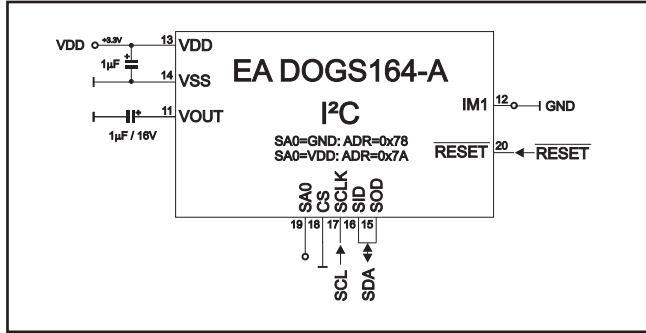 VDD +3.3V 13 VDD
1µF
14 VSS
11 VOUT
1µF / 16V
EA DOGS164-A
I²C
SA0=GND: ADR=0x78
SA0=VDD: ADR=0x7A
IM1 12 GND
RESET 20 RESET
SA0 CS SCLK SID SOD
19 18 17 16 15
SCL SDA